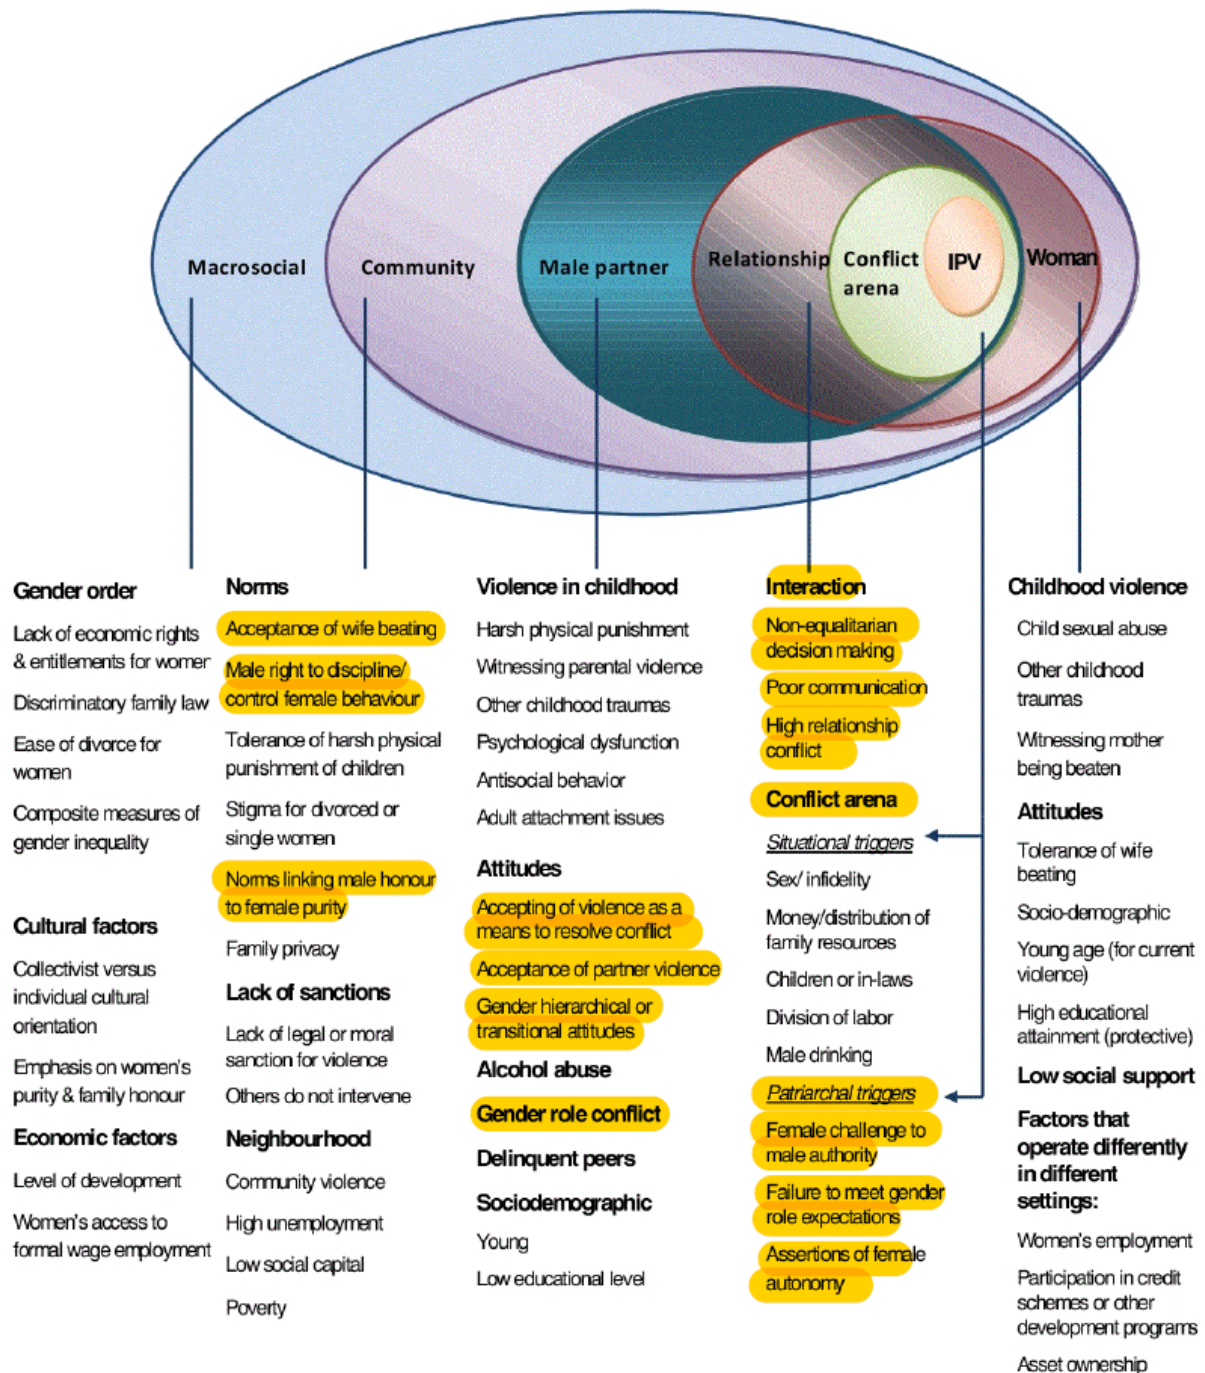 Macrosocial
Community
Male partner
Relationship
Conflict
arena
IPV
Woman
Gender order
Lack of economic rights
& entitlements for women
Discriminatory family law
Ease of divorce for
women
Composite measures of
gender inequality
Cultural factors
Collectivist versus
individual cultural
orientation
Emphasis on women's
purity & family honour
Economic factors
Level of development
Women's access to
formal wage employment
Norms
Acceptance of wife beating
Male right to discipline/
control female behaviour
Tolerance of harsh physical
punishment of children
Stigma for divorced or
single women
Norms linking male honour
to female purity
Family privacy
Lack of sanctions
Lack of legal or moral
sanction for violence
Others do not intervene
Neighbourhood
Community violence
High unemployment
Low social capital
Poverty
Violence in childhood
Harsh physical punishment
Witnessing parental violence
Other childhood traumas
Psychological dysfunction
Antisocial behavior
Adult attachment issues
Attitudes
Accepting of violence as a
means to resolve conflict
Acceptance of partner violence
Gender hierarchical or
transitional attitudes
Alcohol abuse
Gender role conflict
Delinquent peers
Sociodemographic
Young
Low educational level
Interaction
Non-equalitarian
decision making
Poor communication
High relationship
conflict
Conflict arena
Situational triggers
Sex/ infidelity
Money/distribution of
family resources
Children or in-laws
Division of labor
Male drinking
Patriarchal triggers
Female challenge to
male authority
Failure to meet gender
role expectations
Assertions of female
autonomy
Childhood violence
Child sexual abuse
Other childhood
traumas
Witnessing mother
being beaten
Attitudes
Tolerance of wife
beating
Socio-demographic
Young age (for current
violence)
High educational
attainment (protective)
Low social support
Factors that
operate differently
in different
settings:
Women's employment
Participation in credit
schemes or other
development programs
Asset ownership